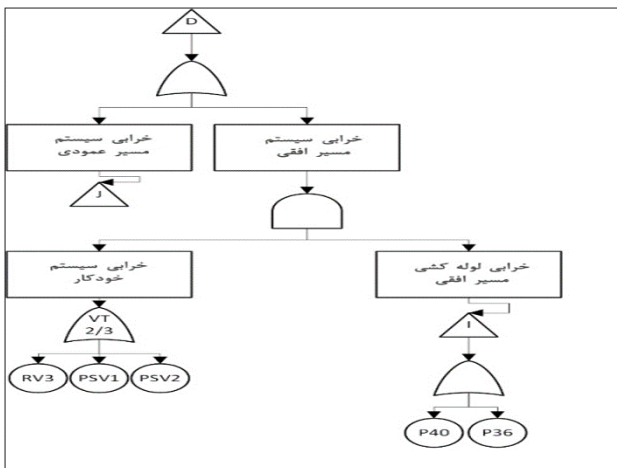 D
خرابی سیستم
مسیر عمودی
خرابی سیستم
مسیر افقی
J
خرابی سیستم
خودکار
خرابی لوله کشی
مسیر افقی
VT
2/3
I
RV3
PSV1
PSV2
P40
P36